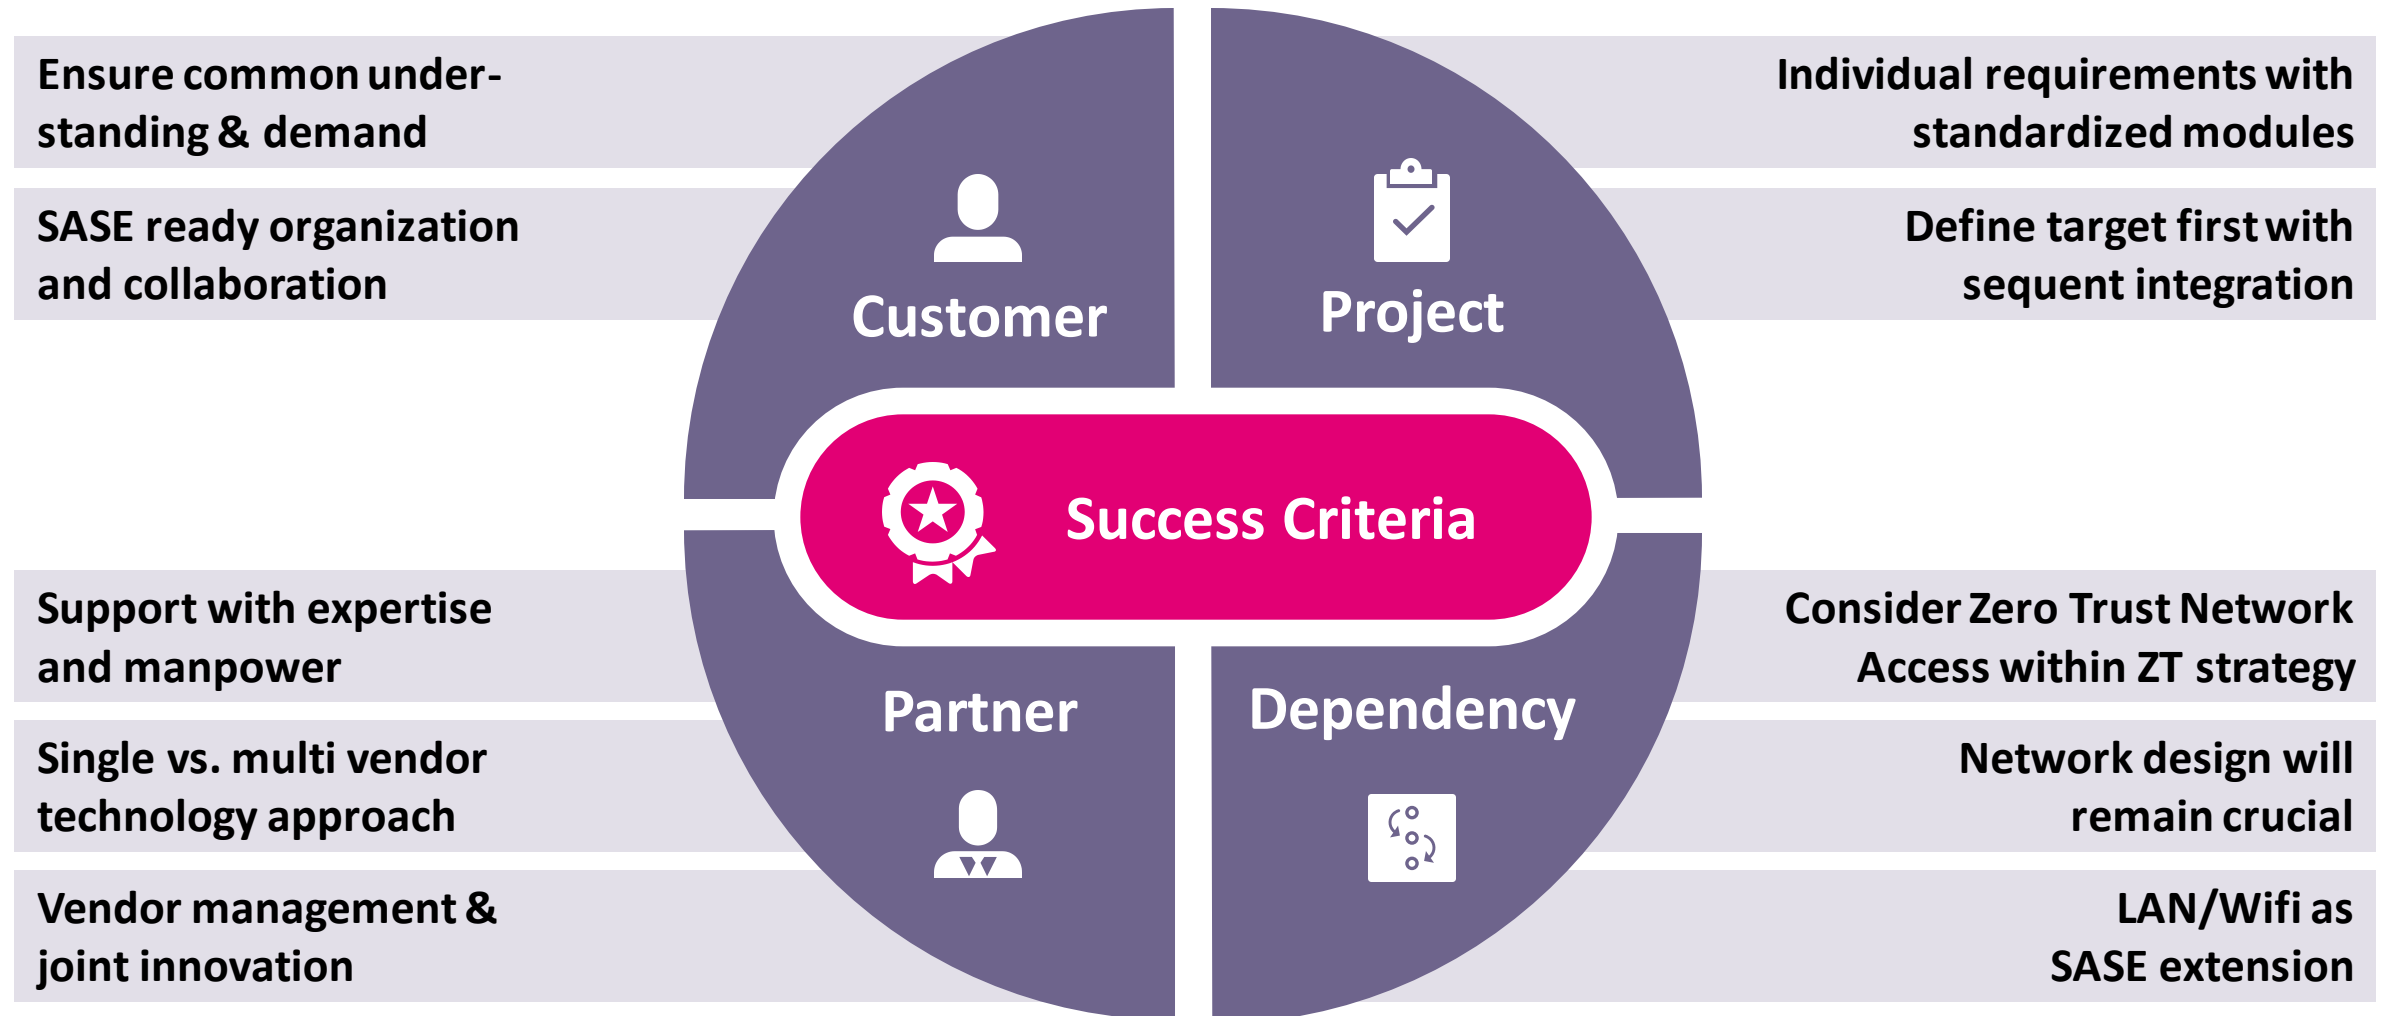 Ensure common under-
standing & demand
SASE ready organization
and collaboration
Customer
Project
Individual requirements with
standardized modules
Define target first with
sequent integration
Success Criteria
Support with expertise
and manpower
Single vs. multi vendor
technology approach
Vendor management &
joint innovation
Partner
Dependency
Consider Zero Trust Network
Access within ZT strategy
Network design will
remain crucial
LAN/Wifi as
SASE extension